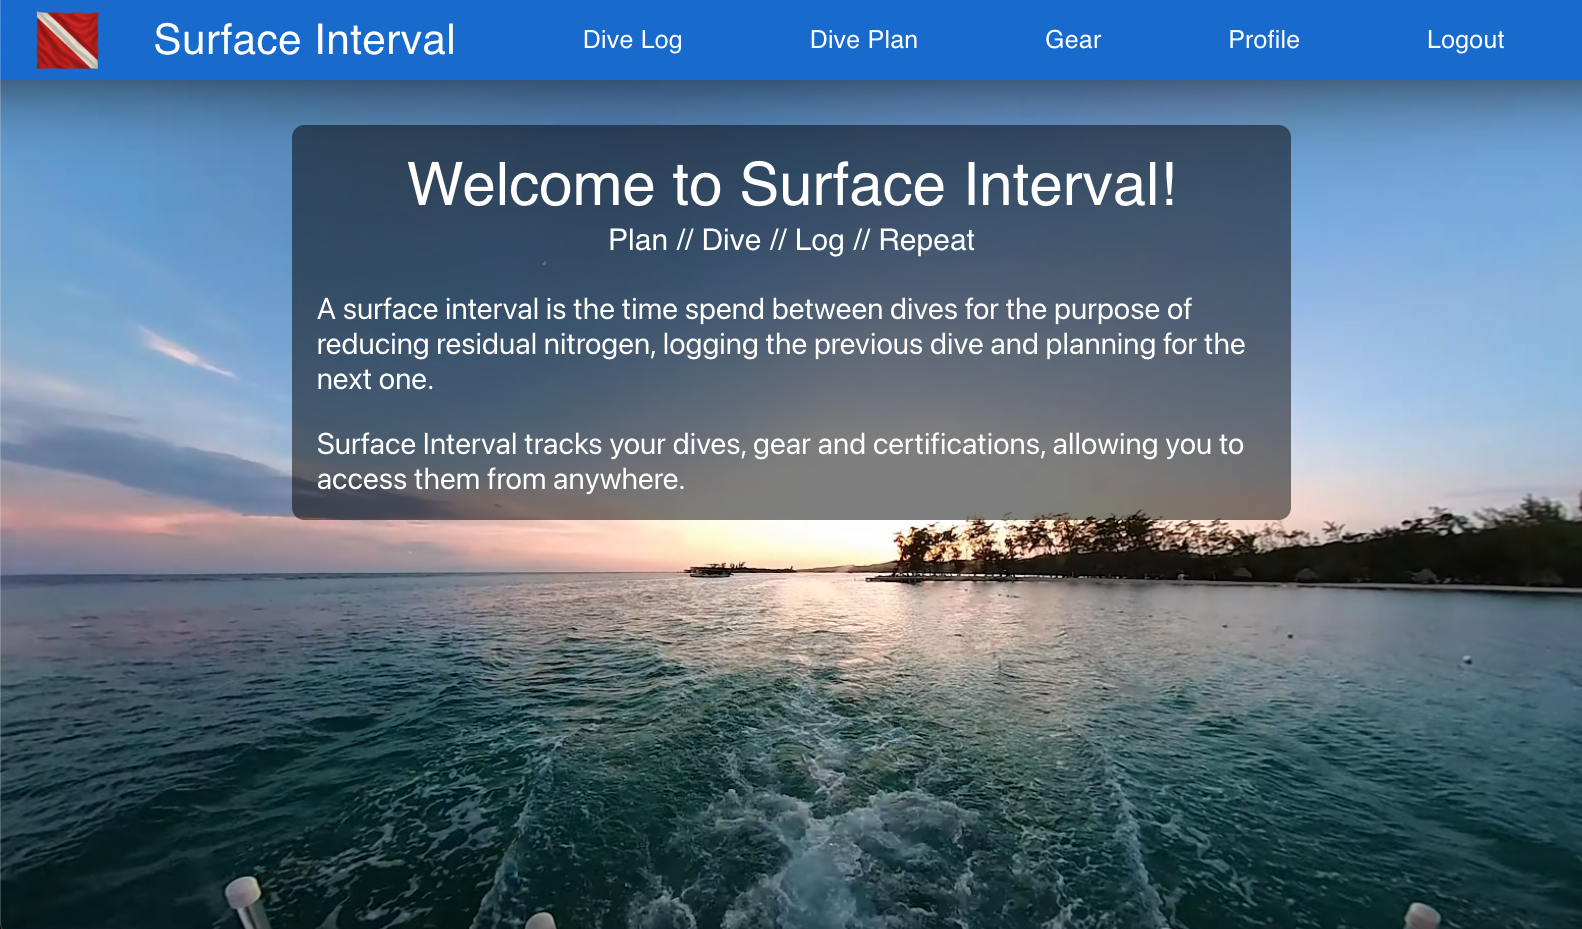 Surface Interval
Dive Log
Dive Plan
Gear
Profile
Logout
Welcome to Surface Interval!
Plan // Dive // Log // Repeat
A surface interval is the time spend between dives for the purpose of
reducing residual nitrogen, logging the previous dive and planning for the
next one.
Surface Interval tracks your dives, gear and certifications, allowing you to
access them from anywhere.